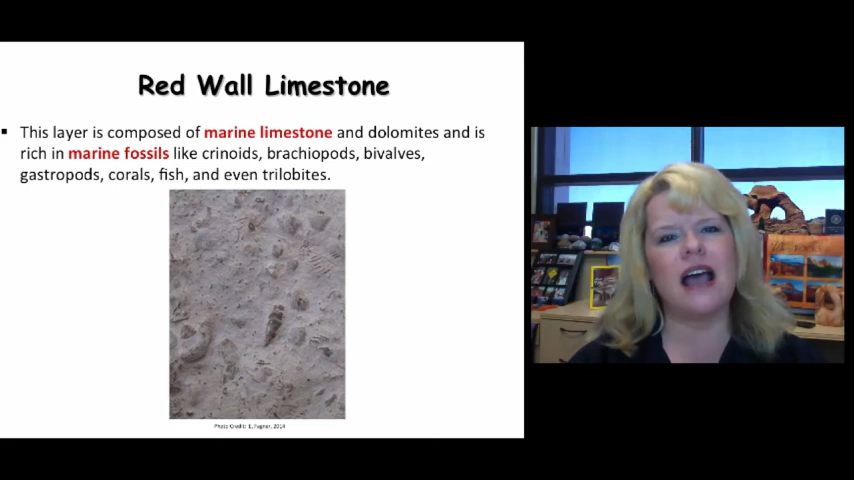 Red Wall Limestone
▪ This layer is composed of marine limestone and dolomites and is
rich in marine fossils like crinoids, brachiopods, bivalves,
gastropods, corals, fish, and even trilobites.
Photo Credit: E. Fagner, 2014